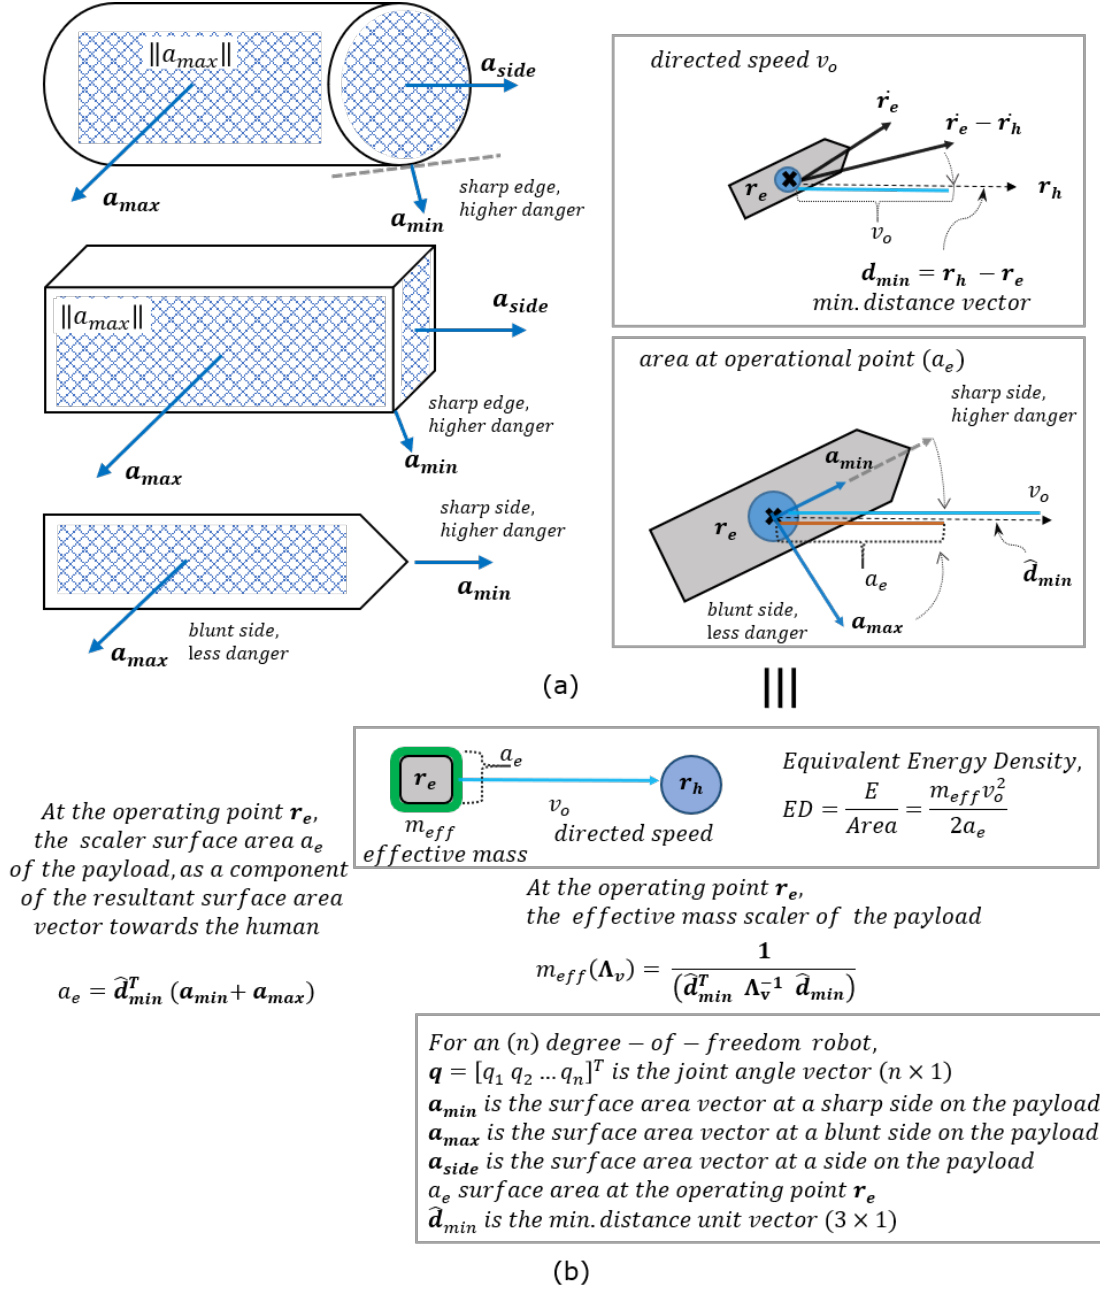 ‖a_max‖
a_side
a_max
a_min
sharp edge,
higher danger
‖a_max‖
a_side
sharp edge,
higher danger
a_min
a_max
sharp side,
higher danger
a_min
blunt side,
less danger
a_max
directed speed v_o
ṙ_e
ṙ_e − ṙ_h
r_e
r_h
v_o
d_min = r_h − r_e
min. distance vector
area at operational point (a_e)
sharp side,
higher danger
a_min
v_o
r_e
a_e
d̂_min
blunt side,
less danger
a_max
(a)
|||
a_e
r_e
r_h
v_o
m_eff
directed speed
effective mass
Equivalent Energy Density,
ED = E/Area = m_eff v_o^2/2a_e
At the operating point r_e,
the scaler surface area a_e
of the payload, as a component
of the resultant surface area
vector towards the human
a_e = d̂_min^T (a_min + a_max)
At the operating point r_e,
the effective mass scaler of the payload
m_eff(Λ_v) = 1/(d̂_min^T Λ_v^−1 d̂_min)
For an (n) degree − of − freedom robot,
q = [q_1 q_2 … q_n]^T is the joint angle vector (n × 1)
a_min is the surface area vector at a sharp side on the payload
a_max is the surface area vector at a blunt side on the payload
a_side is the surface area vector at a side on the payload
a_e surface area at the operating point r_e
d̂_min is the min. distance unit vector (3 × 1)
(b)